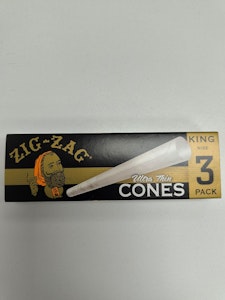 ZIG-ZAG
Ultra Thin
CONES
KING
SIZE
3
PACK